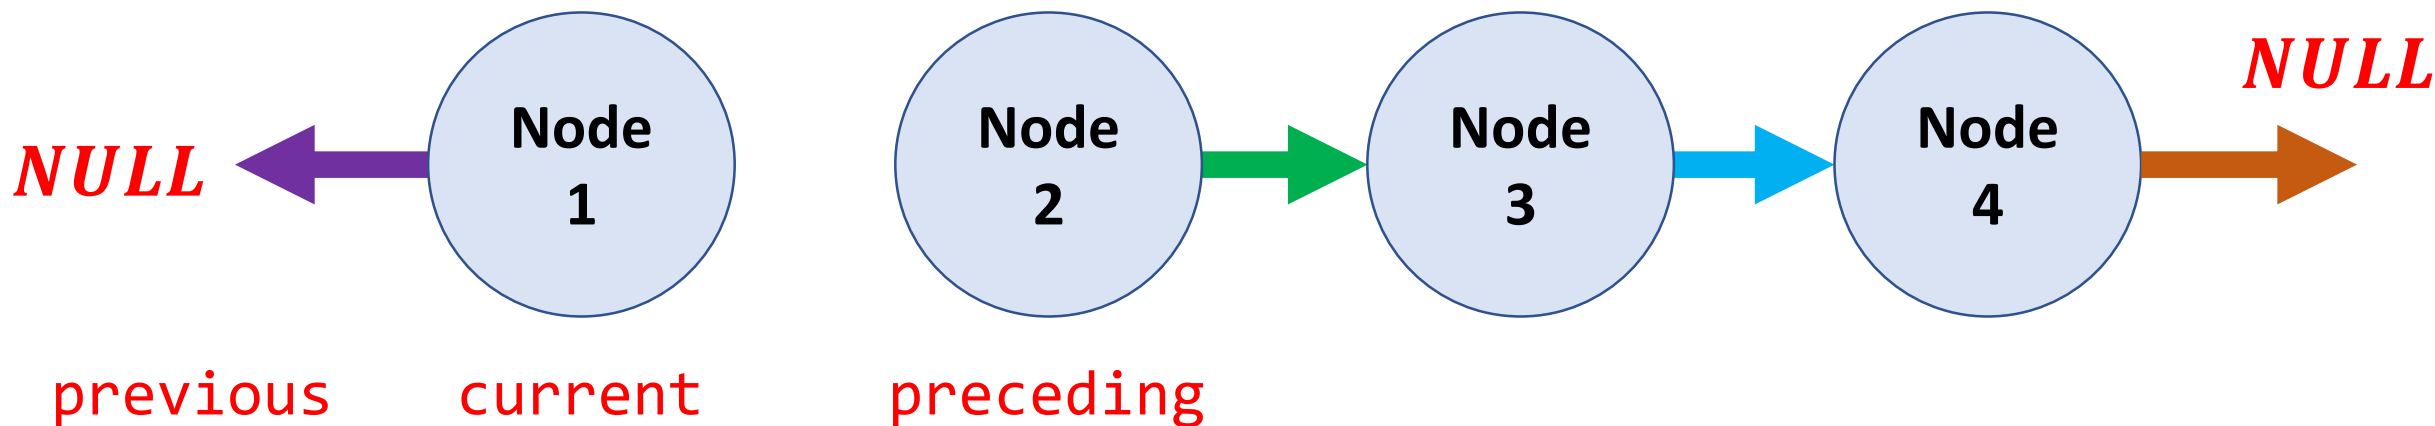 NULL
Node
1
Node
2
Node
3
Node
4
NULL
previous
current
preceding